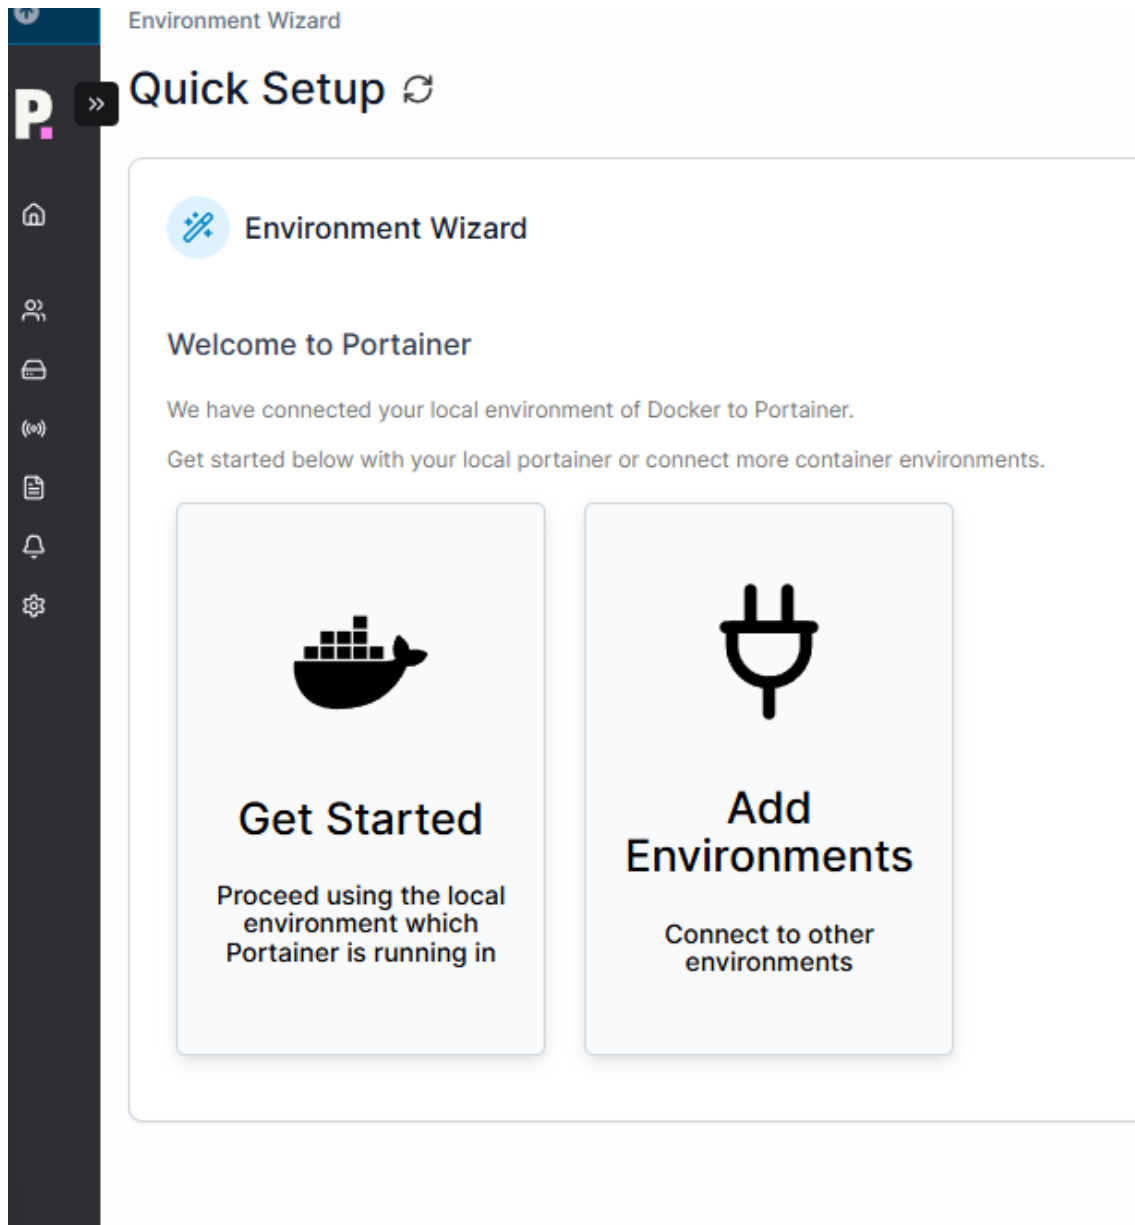 Environment Wizard
Quick Setup
P.
Environment Wizard
Welcome to Portainer
We have connected your local environment of Docker to Portainer.
Get started below with your local portainer or connect more container environments.
Get Started
Proceed using the local
environment which
Portainer is running in
Add
Environments
Connect to other
environments